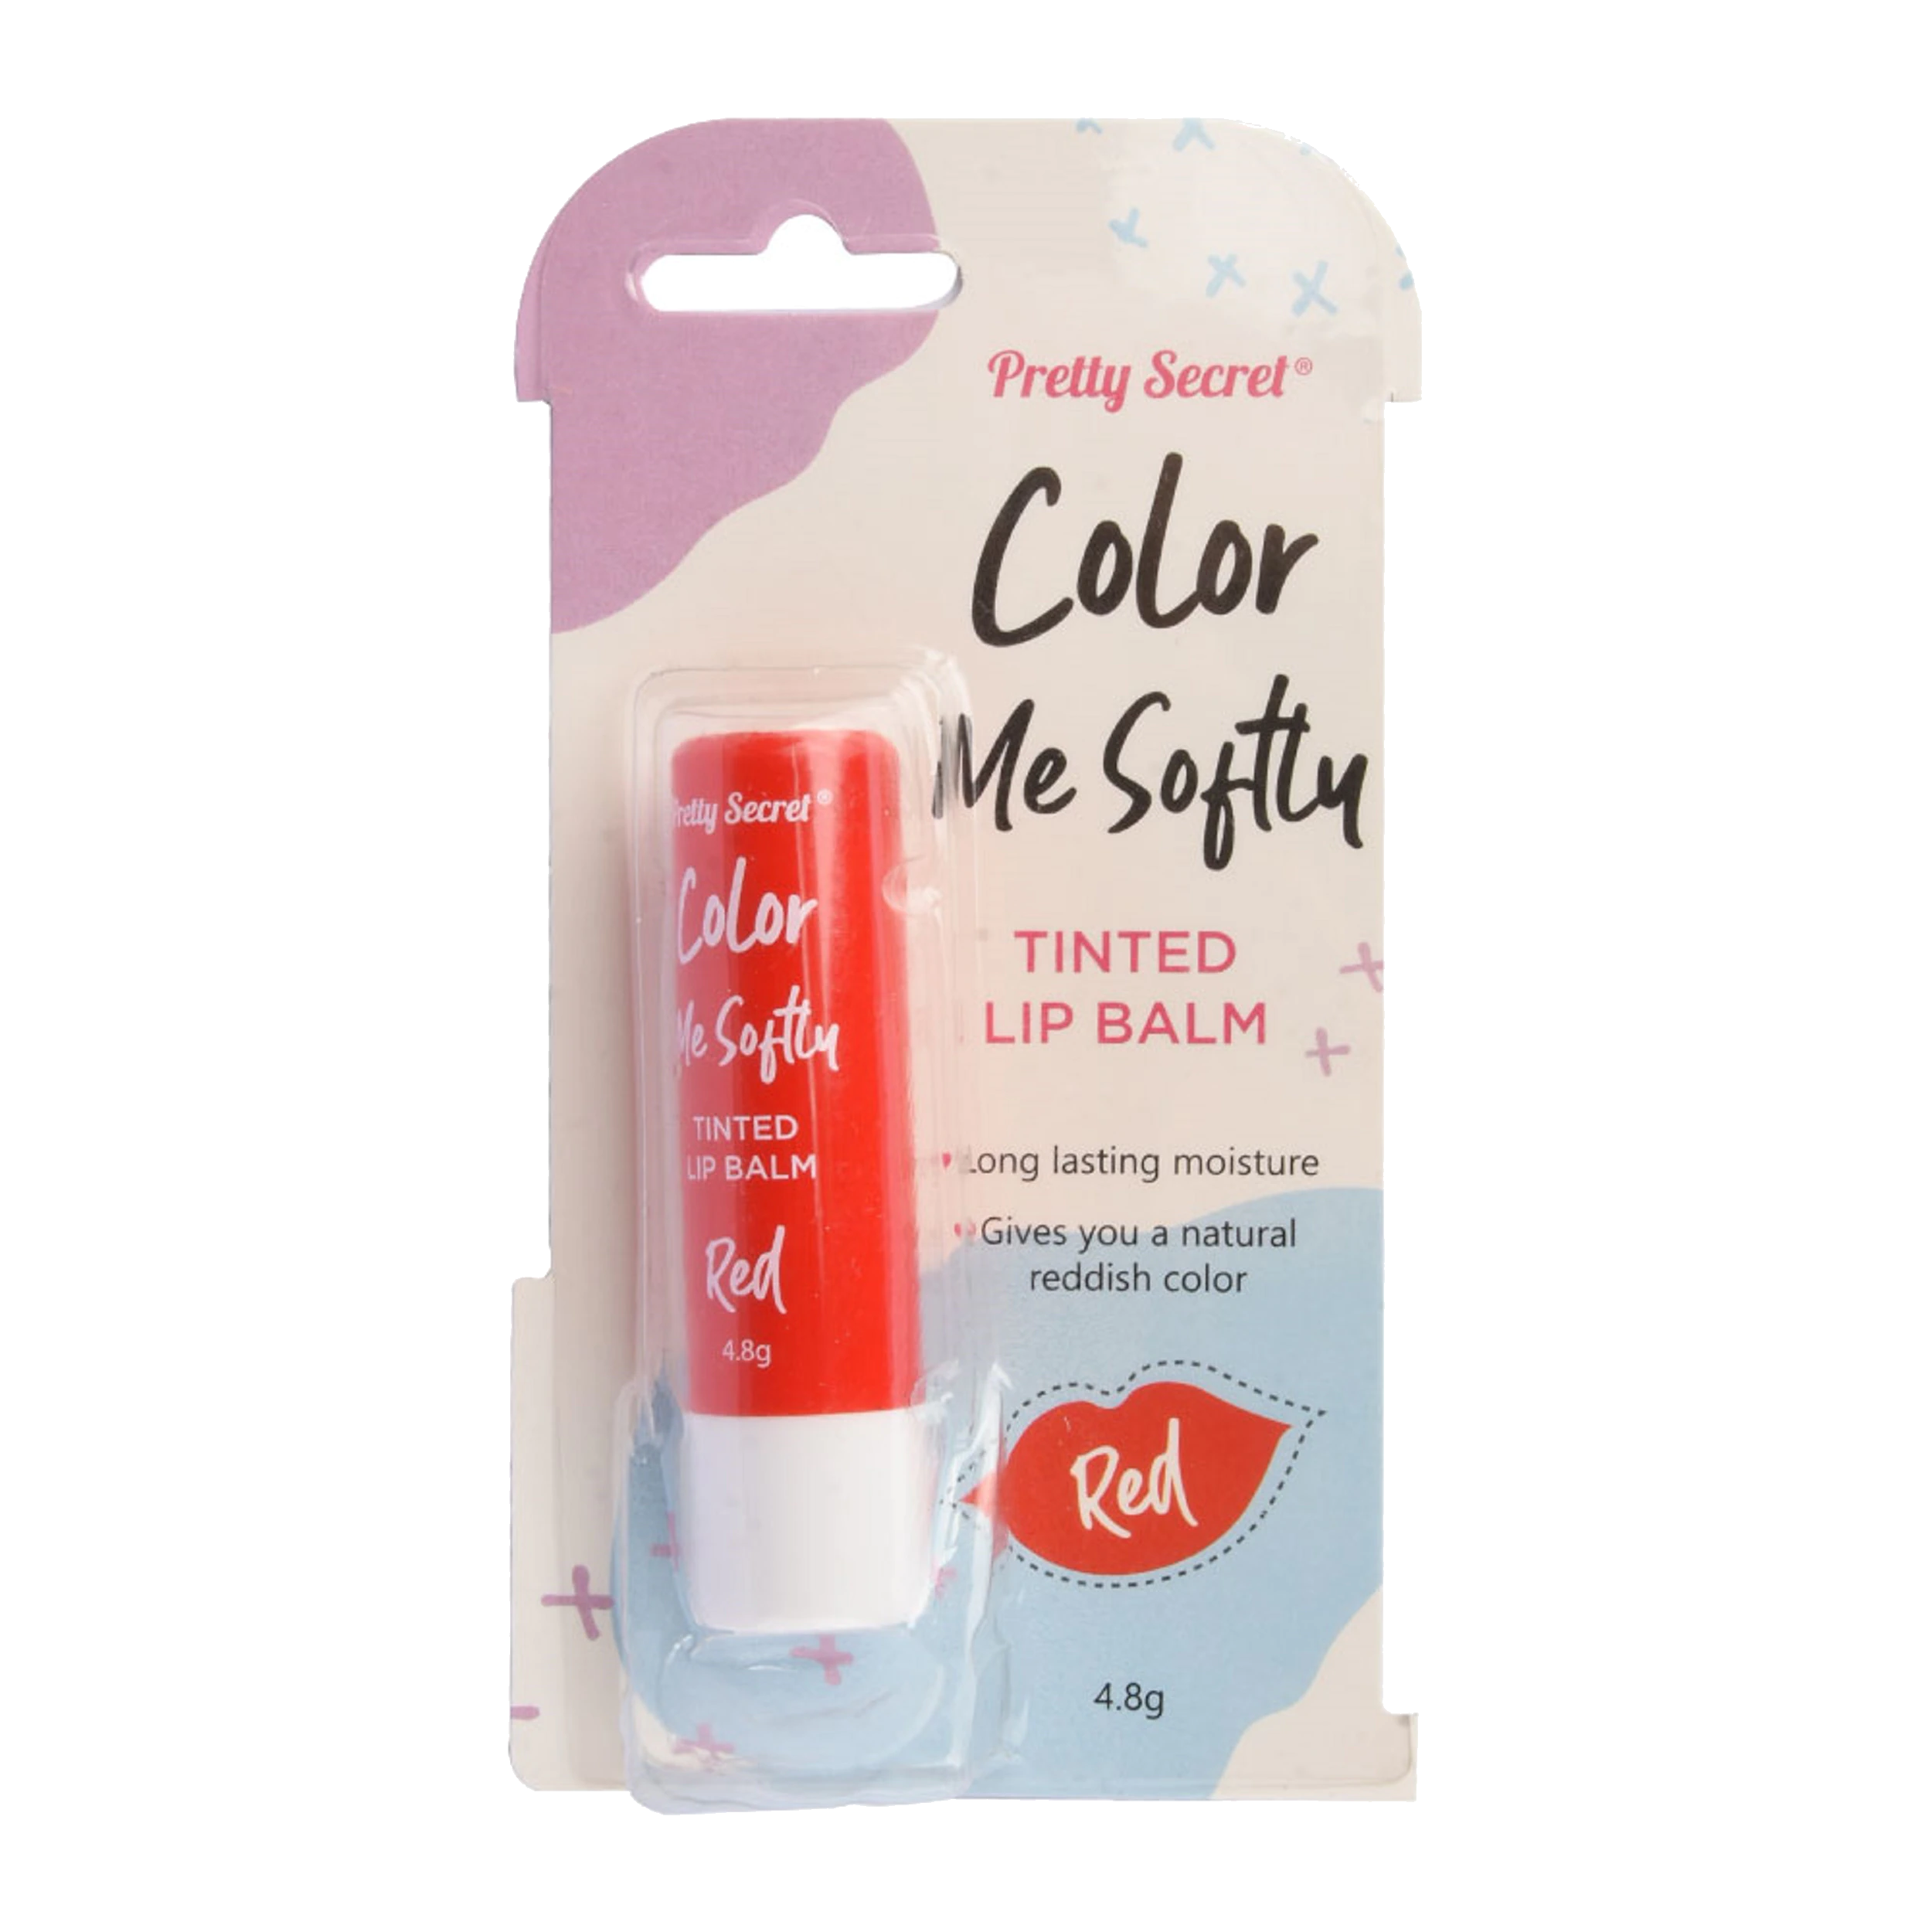 Pretty Secret®
Color
Me Softly
TINTED
LIP BALM
Long lasting moisture
Gives you a natural
reddish color
Red
4.8g
Pretty Secret®
Color
Me Softly
TINTED
LIP BALM
Red
4.8g